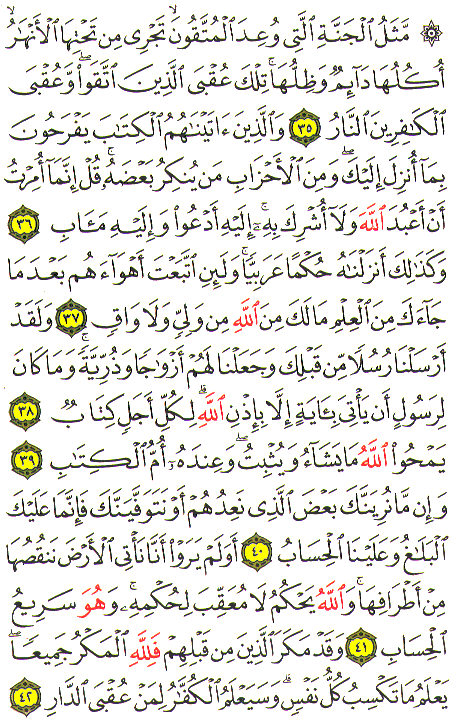 ۞ مَّثَلُ ٱلْجَنَّةِ ٱلَّتِى وُعِدَ ٱلْمُتَّقُونَ ۖ تَجْرِى مِن تَحْتِهَا ٱلْأَنْهَـٰرُ ۖ
أُكُلُهَا دَآئِمٌ وَظِلُّهَا ۚ تِلْكَ عُقْبَى ٱلَّذِينَ ٱتَّقَوا۟ ۖ وَّعُقْبَى
ٱلْكَـٰفِرِينَ ٱلنَّارُ ٣٥ وَٱلَّذِينَ ءَاتَيْنَـٰهُمُ ٱلْكِتَـٰبَ يَفْرَحُونَ
بِمَآ أُنزِلَ إِلَيْكَ ۖ وَمِنَ ٱلْأَحْزَابِ مَن يُنكِرُ بَعْضَهُۥ ۚ قُلْ إِنَّمَآ أُمِرْتُ
أَنْ أَعْبُدَ ٱللَّهَ وَلَآ أُشْرِكَ بِهِۦٓ ۚ إِلَيْهِ أَدْعُوا۟ وَإِلَيْهِ مَـَٔابِ ٣٦
وَكَذَٰلِكَ أَنزَلْنَـٰهُ حُكْمًا عَرَبِيًّا ۚ وَلَئِنِ ٱتَّبَعْتَ أَهْوَآءَهُم بَعْدَمَا
جَآءَكَ مِنَ ٱلْعِلْمِ مَا لَكَ مِنَ ٱللَّهِ مِن وَلِىٍّ وَلَا وَاقٍ ٣٧ وَلَقَدْ
أَرْسَلْنَا رُسُلًا مِّن قَبْلِكَ وَجَعَلْنَا لَهُمْ أَزْوَٰجًا وَذُرِّيَّةً ۚ وَمَا كَانَ
لِرَسُولٍ أَن يَأْتِىَ بِـَٔايَةٍ إِلَّا بِإِذْنِ ٱللَّهِ ۗ لِكُلِّ أَجَلٍ كِتَابٌ ٣٨
يَمْحُوا۟ ٱللَّهُ مَا يَشَآءُ وَيُثْبِتُ ۖ وَعِندَهُۥٓ أُمُّ ٱلْكِتَـٰبِ ٣٩
وَإِن مَّا نُرِيَنَّكَ بَعْضَ ٱلَّذِى نَعِدُهُمْ أَوْ نَتَوَفَّيَنَّكَ فَإِنَّمَا عَلَيْكَ
ٱلْبَلَـٰغُ وَعَلَيْنَا ٱلْحِسَابُ ٤٠ أَوَلَمْ يَرَوْا۟ أَنَّا نَأْتِى ٱلْأَرْضَ نَنقُصُهَا
مِنْ أَطْرَافِهَا ۚ وَٱللَّهُ يَحْكُمُ لَا مُعَقِّبَ لِحُكْمِهِۦ ۚ وَهُوَ سَرِيعُ
ٱلْحِسَابِ ٤١ وَقَدْ مَكَرَ ٱلَّذِينَ مِن قَبْلِهِمْ فَلِلَّهِ ٱلْمَكْرُ جَمِيعًا ۖ
يَعْلَمُ مَا تَكْسِبُ كُلُّ نَفْسٍ ۗ وَسَيَعْلَمُ ٱلْكُفَّـٰرُ لِمَنْ عُقْبَى ٱلدَّارِ ٤٢